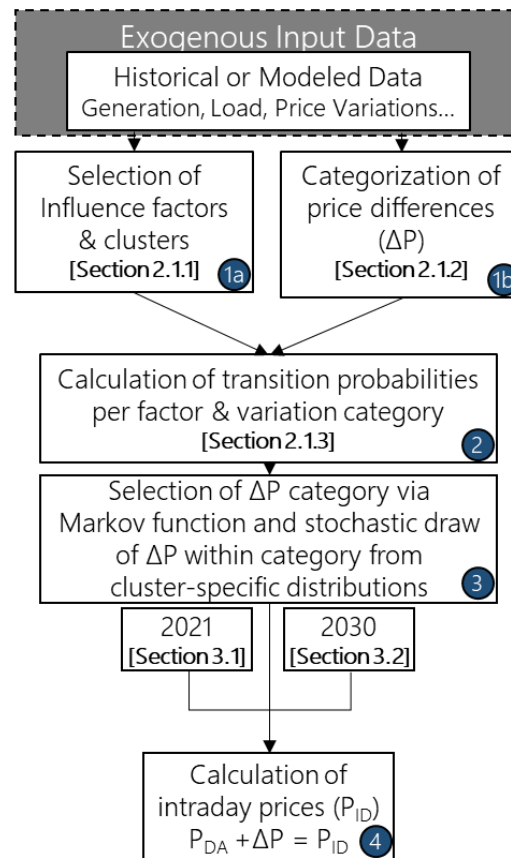 Exogenous Input Data
Historical or Modeled Data
Generation, Load, Price Variations...
Selection of
Influence factors
& clusters
[Section 2.1.1]
1a
Categorization of
price differences
(ΔP)
[Section 2.1.2]
1b
Calculation of transition probabilities
per factor & variation category
[Section 2.1.3]
2
Selection of ΔP category via
Markov function and stochastic draw
of ΔP within category from
cluster-specific distributions
3
2021
[Section 3.1]
2030
[Section 3.2]
Calculation of
intraday prices (P_ID)
P_DA + ΔP = P_ID
4